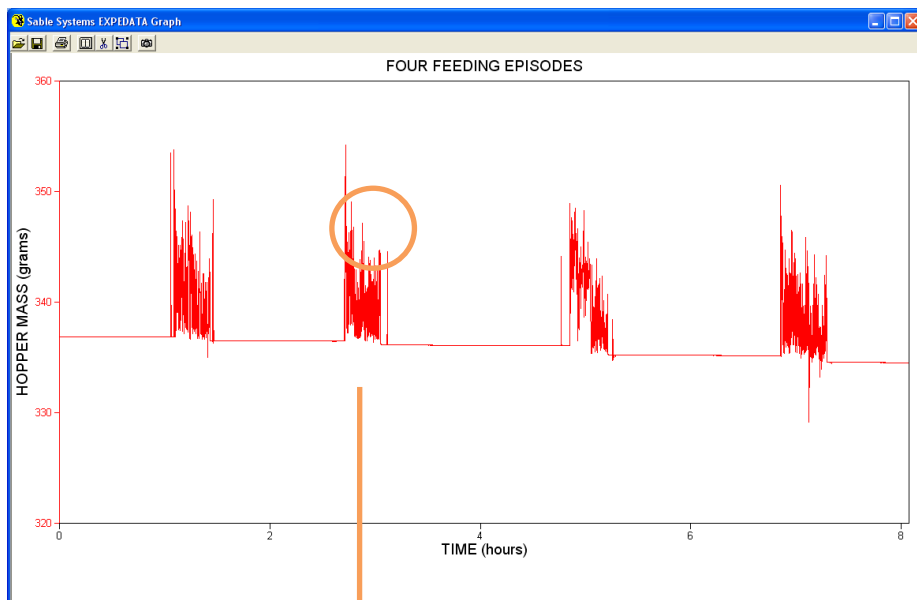 Sable Systems EXPEDATA Graph
FOUR FEEDING EPISODES
360
350
340
330
320
HOPPER MASS (grams)
0 2 4 6 8
TIME (hours)